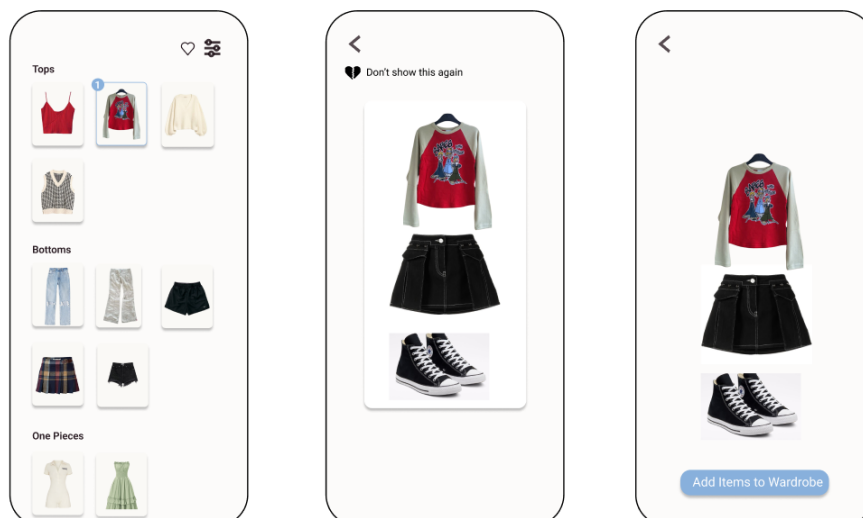 Tops
1
Bottoms
One Pieces
Don't show this again
Add Items to Wardrobe